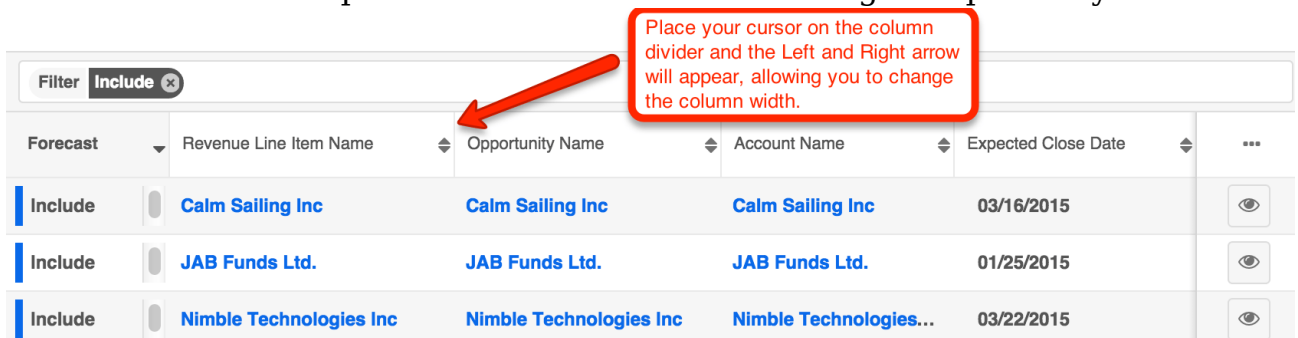 Place your cursor on the column
divider and the Left and Right arrow
will appear, allowing you to change
the column width.
Filter Include
Forecast Revenue Line Item Name Opportunity Name Account Name Expected Close Date
Include Calm Sailing Inc Calm Sailing Inc Calm Sailing Inc 03/16/2015
Include JAB Funds Ltd. JAB Funds Ltd. JAB Funds Ltd. 01/25/2015
Include Nimble Technologies Inc Nimble Technologies Inc Nimble Technologies... 03/22/2015